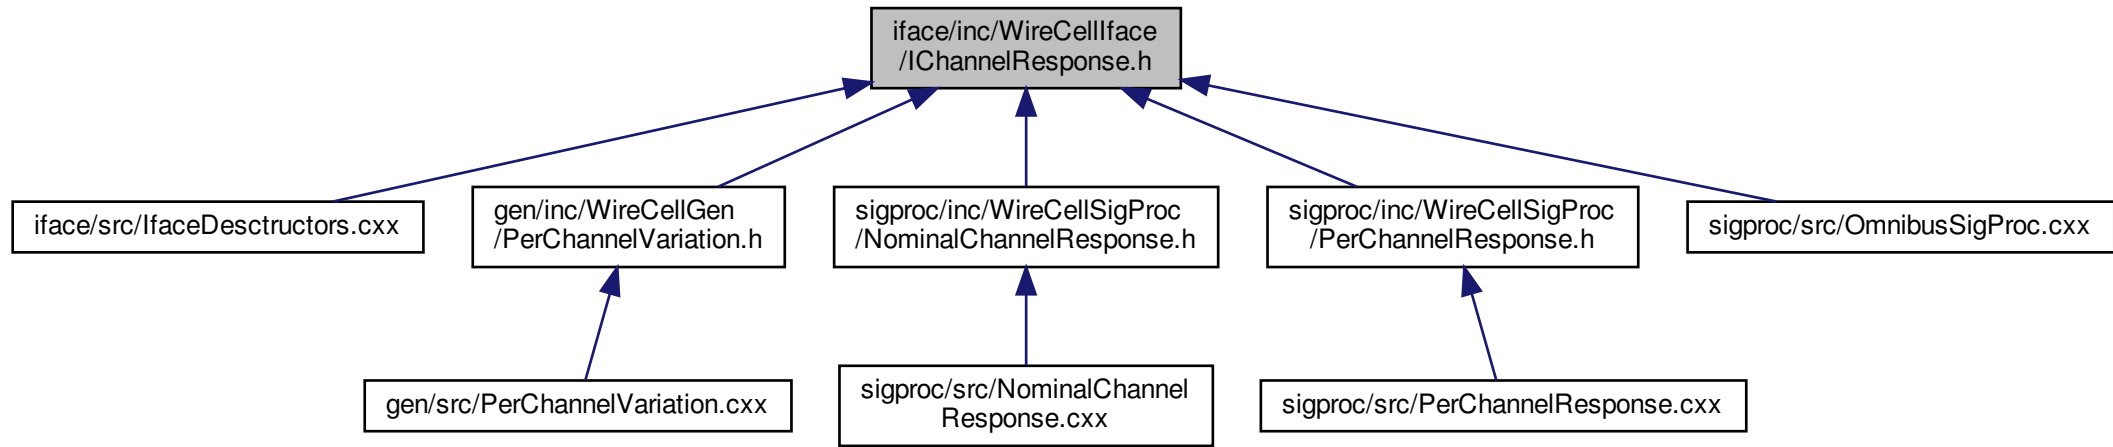 iface/inc/WireCellIface
/IChannelResponse.h
iface/src/IfaceDesctructors.cxx
gen/inc/WireCellGen
/PerChannelVariation.h
sigproc/inc/WireCellSigProc
/NominalChannelResponse.h
sigproc/inc/WireCellSigProc
/PerChannelResponse.h
sigproc/src/OmnibusSigProc.cxx
gen/src/PerChannelVariation.cxx
sigproc/src/NominalChannel
Response.cxx
sigproc/src/PerChannelResponse.cxx